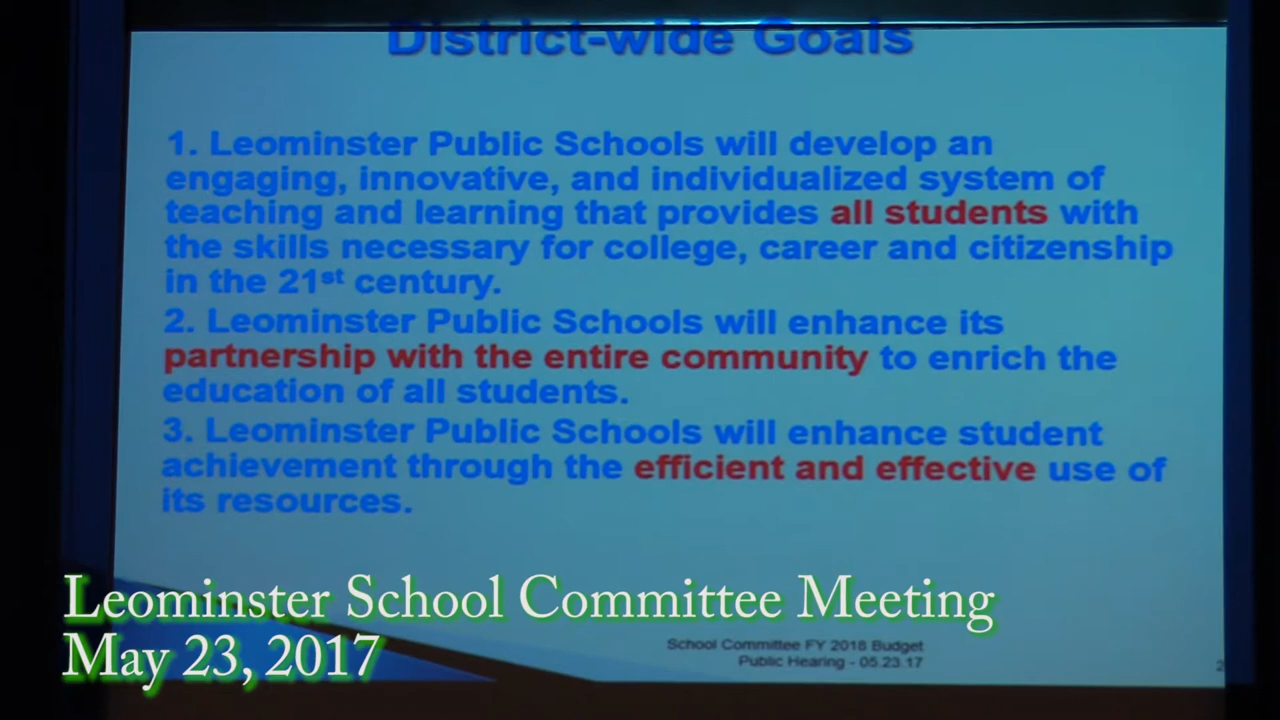 District-wide Goals
1. Leominster Public Schools will develop an
engaging, innovative, and individualized system of
teaching and learning that provides all students with
the skills necessary for college, career and citizenship
in the 21st century.
2. Leominster Public Schools will enhance its
partnership with the entire community to enrich the
education of all students.
3. Leominster Public Schools will enhance student
achievement through the efficient and effective use of
its resources.
School Committee FY 2018 Budget
Public Hearing - 05.23.17
2
Leominster School Committee Meeting
May 23, 2017